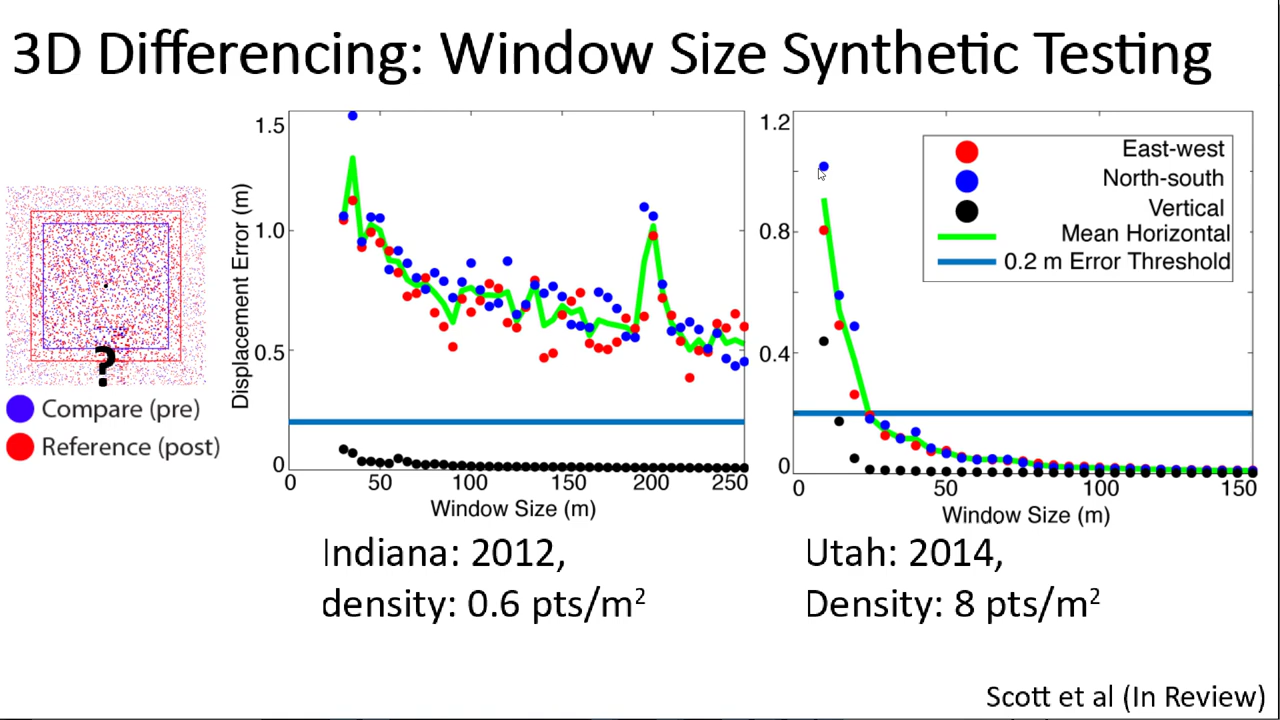 3D Differencing: Window Size Synthetic Testing
?
Compare (pre)
Reference (post)
Displacement Error (m)
1.5
1.0
0.5
0
0 50 100 150 200 250
Window Size (m)
Indiana: 2012,
density: 0.6 pts/m²
1.2
0.8
0.4
0
0 50 100 150
Window Size (m)
East-west
North-south
Vertical
Mean Horizontal
0.2 m Error Threshold
Utah: 2014,
Density: 8 pts/m²
Scott et al (In Review)